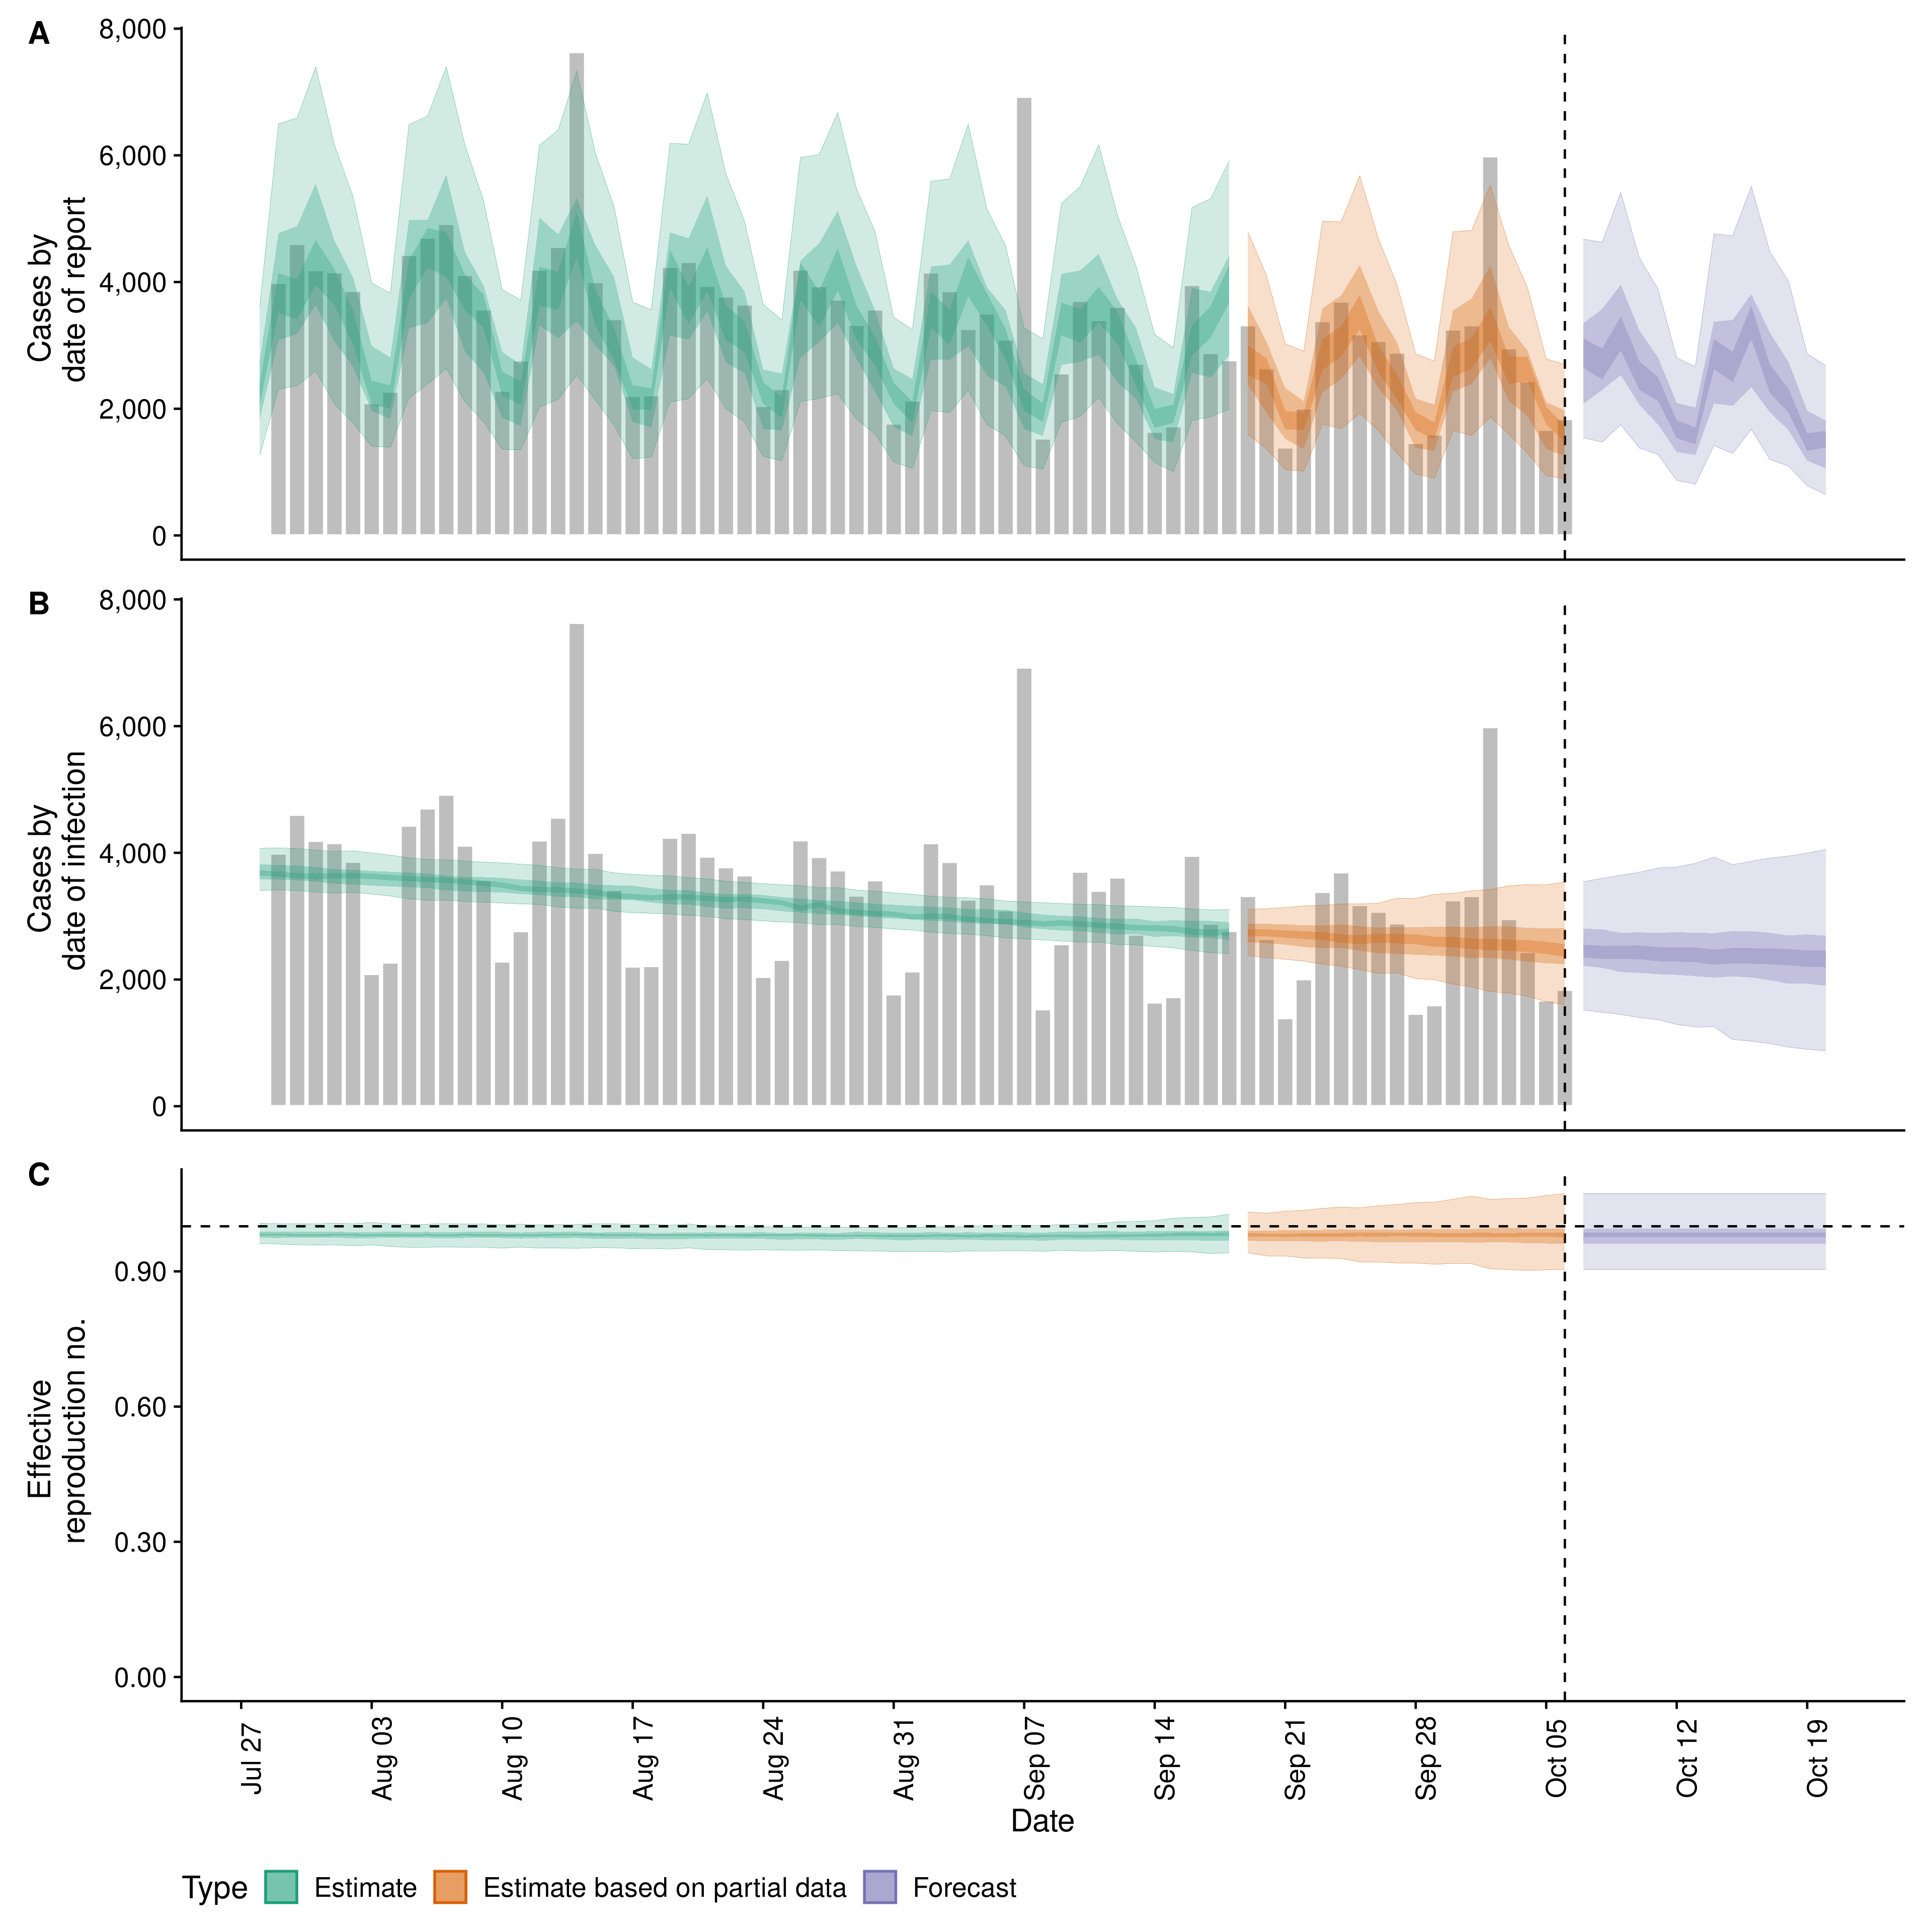 A
8,000
6,000
4,000
2,000
0
Cases by
date of report
B
8,000
6,000
4,000
2,000
0
Cases by
date of infection
C
0.90
0.60
0.30
0.00
Effective
reproduction no.
Jul 27
Aug 03
Aug 10
Aug 17
Aug 24
Aug 31
Sep 07
Sep 14
Sep 21
Sep 28
Oct 05
Oct 12
Oct 19
Date
Type Estimate Estimate based on partial data Forecast